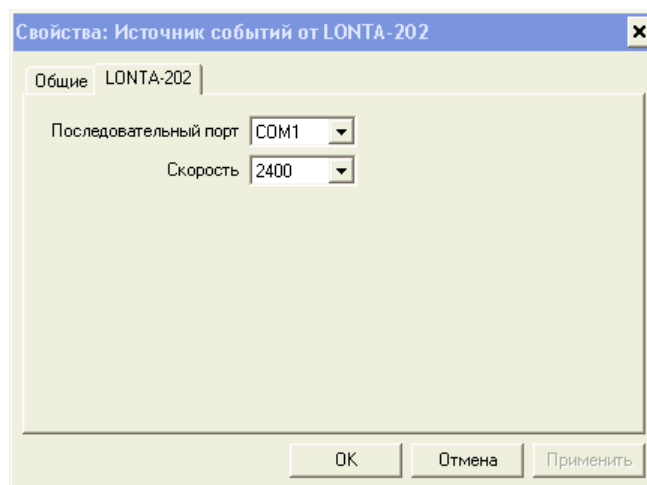 Свойства: Источник событий от LONTA-202
Общие LONTA-202
Последовательный порт COM1
Скорость 2400
OK Отмена Применить